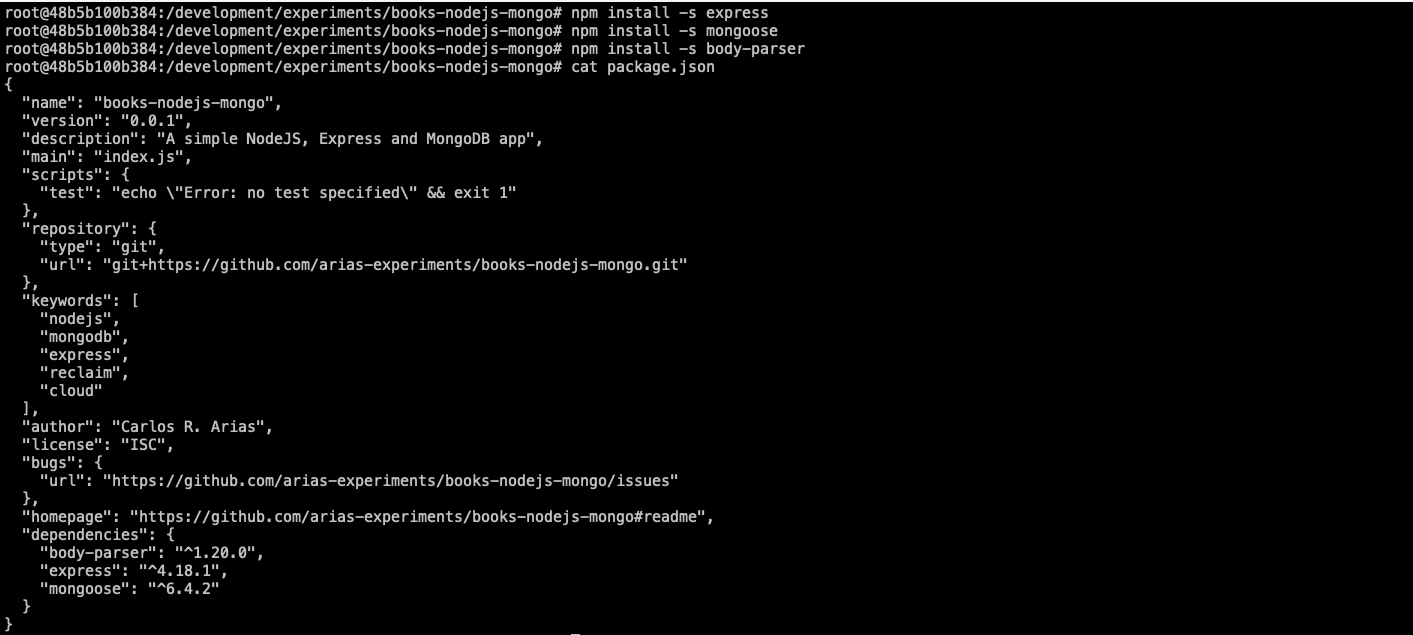 root@48b5b100b384:/development/experiments/books-nodejs-mongo# npm install -s express
root@48b5b100b384:/development/experiments/books-nodejs-mongo# npm install -s mongoose
root@48b5b100b384:/development/experiments/books-nodejs-mongo# npm install -s body-parser
root@48b5b100b384:/development/experiments/books-nodejs-mongo# cat package.json
{
  "name": "books-nodejs-mongo",
  "version": "0.0.1",
  "description": "A simple NodeJS, Express and MongoDB app",
  "main": "index.js",
  "scripts": {
    "test": "echo \"Error: no test specified\" && exit 1"
  },
  "repository": {
    "type": "git",
    "url": "git+https://github.com/arias-experiments/books-nodejs-mongo.git"
  },
  "keywords": [
    "nodejs",
    "mongodb",
    "express",
    "reclaim",
    "cloud"
  ],
  "author": "Carlos R. Arias",
  "license": "ISC",
  "bugs": {
    "url": "https://github.com/arias-experiments/books-nodejs-mongo/issues"
  },
  "homepage": "https://github.com/arias-experiments/books-nodejs-mongo#readme",
  "dependencies": {
    "body-parser": "^1.20.0",
    "express": "^4.18.1",
    "mongoose": "^6.4.2"
  }
}